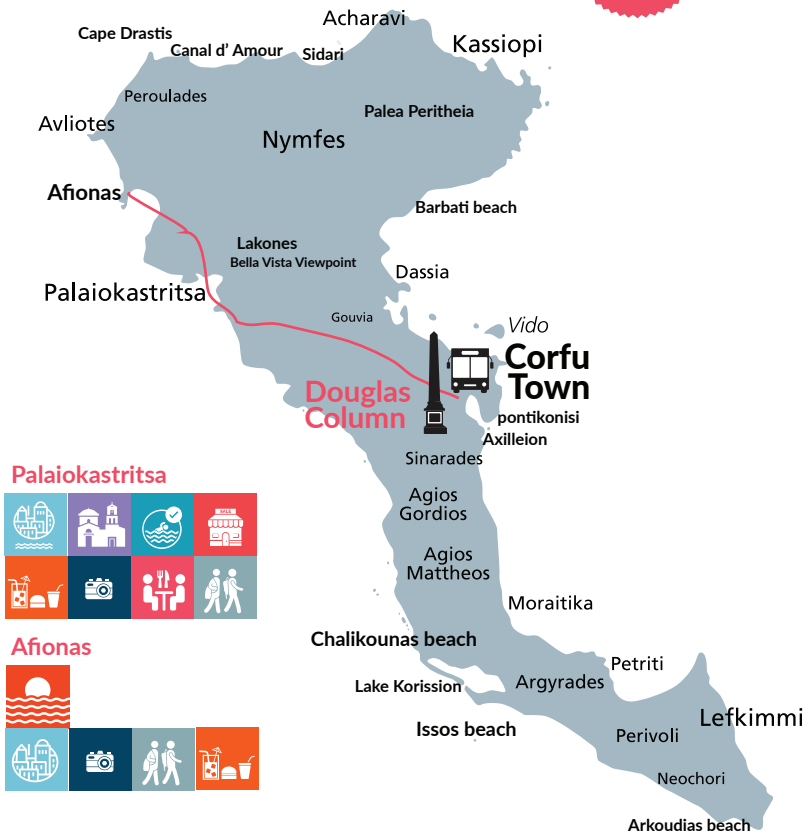 Acharavi
Cape Drastis
Canal d' Amour
Sidari
Kassiopi
Peroulades
Palea Peritheia
Avliotes
Nymfes
Afionas
Barbati beach
Lakones
Bella Vista Viewpoint
Dassia
Palaiokastritsa
Gouvia
Vido
Corfu
Town
Douglas
Column
pontikonisi
Axilleion
Sinarades
Palaiokastritsa
Agios
Gordios
SALE
Agios
Mattheos
Moraitika
Afionas
Chalikounas beach
Petriti
Lake Korission
Argyrades
Lefkimmi
Issos beach
Perivoli
Neochori
Arkoudias beach